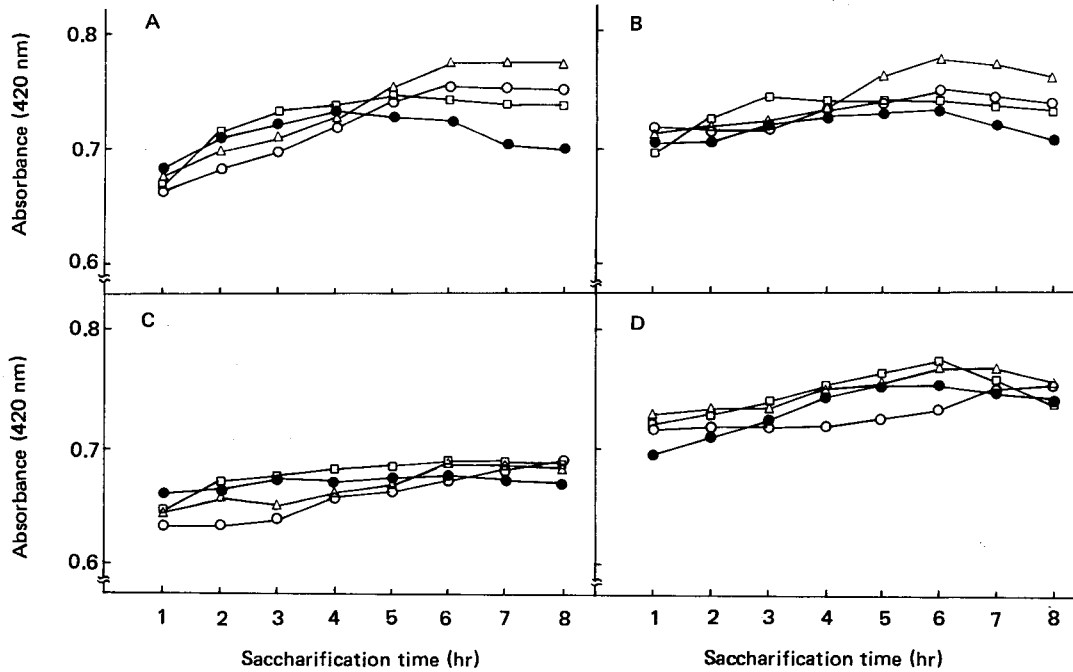 A
B
0.8
0.7
0.6
Absorbance (420 nm)
C
D
0.8
0.7
0.6
Absorbance (420 nm)
1 2 3 4 5 6 7 8
1 2 3 4 5 6 7 8
Saccharification time (hr)
Saccharification time (hr)